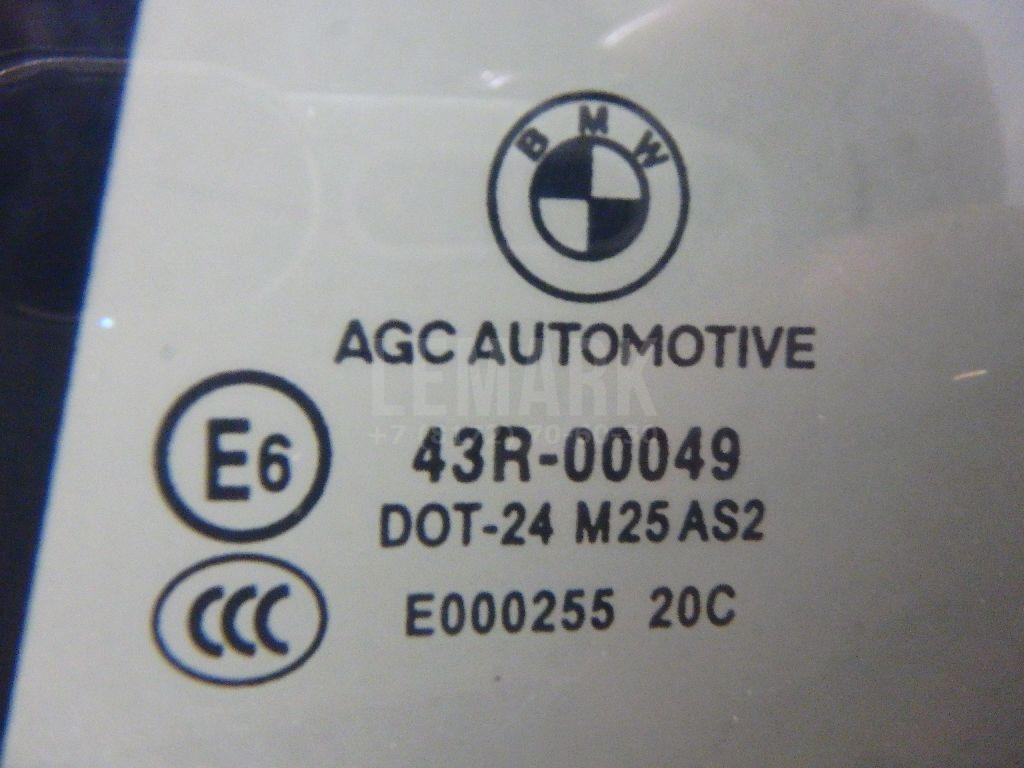 BMW
AGC AUTOMOTIVE
LEMARK
E6
43R-00049
DOT-24 M25 AS2
CCC
E000255 20C